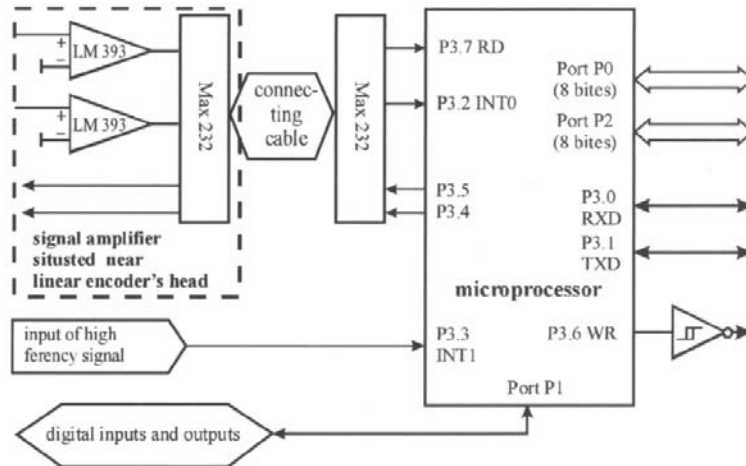 +
LM 393
−
+
LM 393
−
Max 232
connec-
ting
cable
Max 232
P3.7 RD
P3.2 INT0
P3.5
P3.4
Port P0
(8 bites)
Port P2
(8 bites)
P3.0
RXD
P3.1
TXD
microprocessor
signal amplifier
situsted near
linear encoder's head
input of high
ferency signal
P3.3
INT1
P3.6 WR
Port P1
digital inputs and outputs